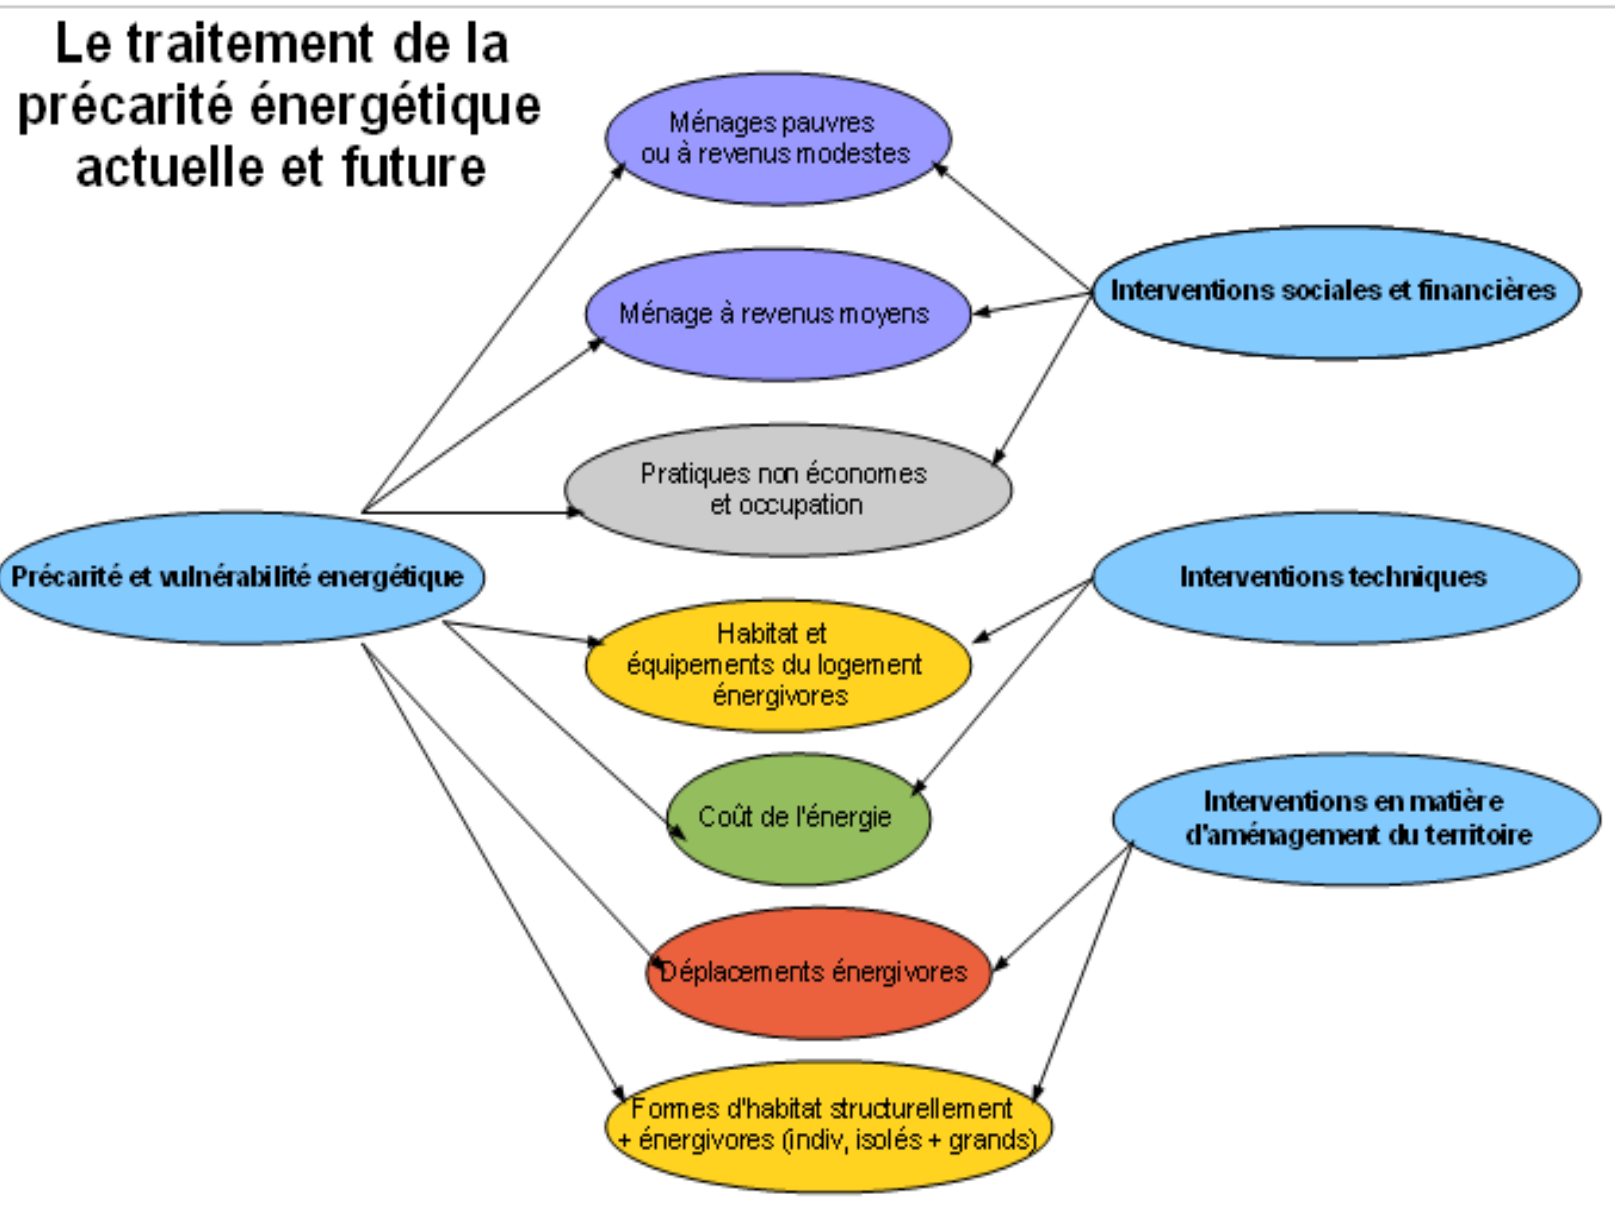 Le traitement de la
précarité énergétique
actuelle et future
Ménages pauvres
ou à revenus modestes
Interventions sociales et financières
Ménage à revenus moyens
Pratiques non économes
et occupation
Précarité et vulnérabilité energétique
Interventions techniques
Habitat et
équipements du logement
énergivores
Coût de l'énergie
Interventions en matière
d'aménagement du territoire
Déplacements énergivores
Formes d'habitat structurellement
+ énergivores (indiv, isolés + grands)